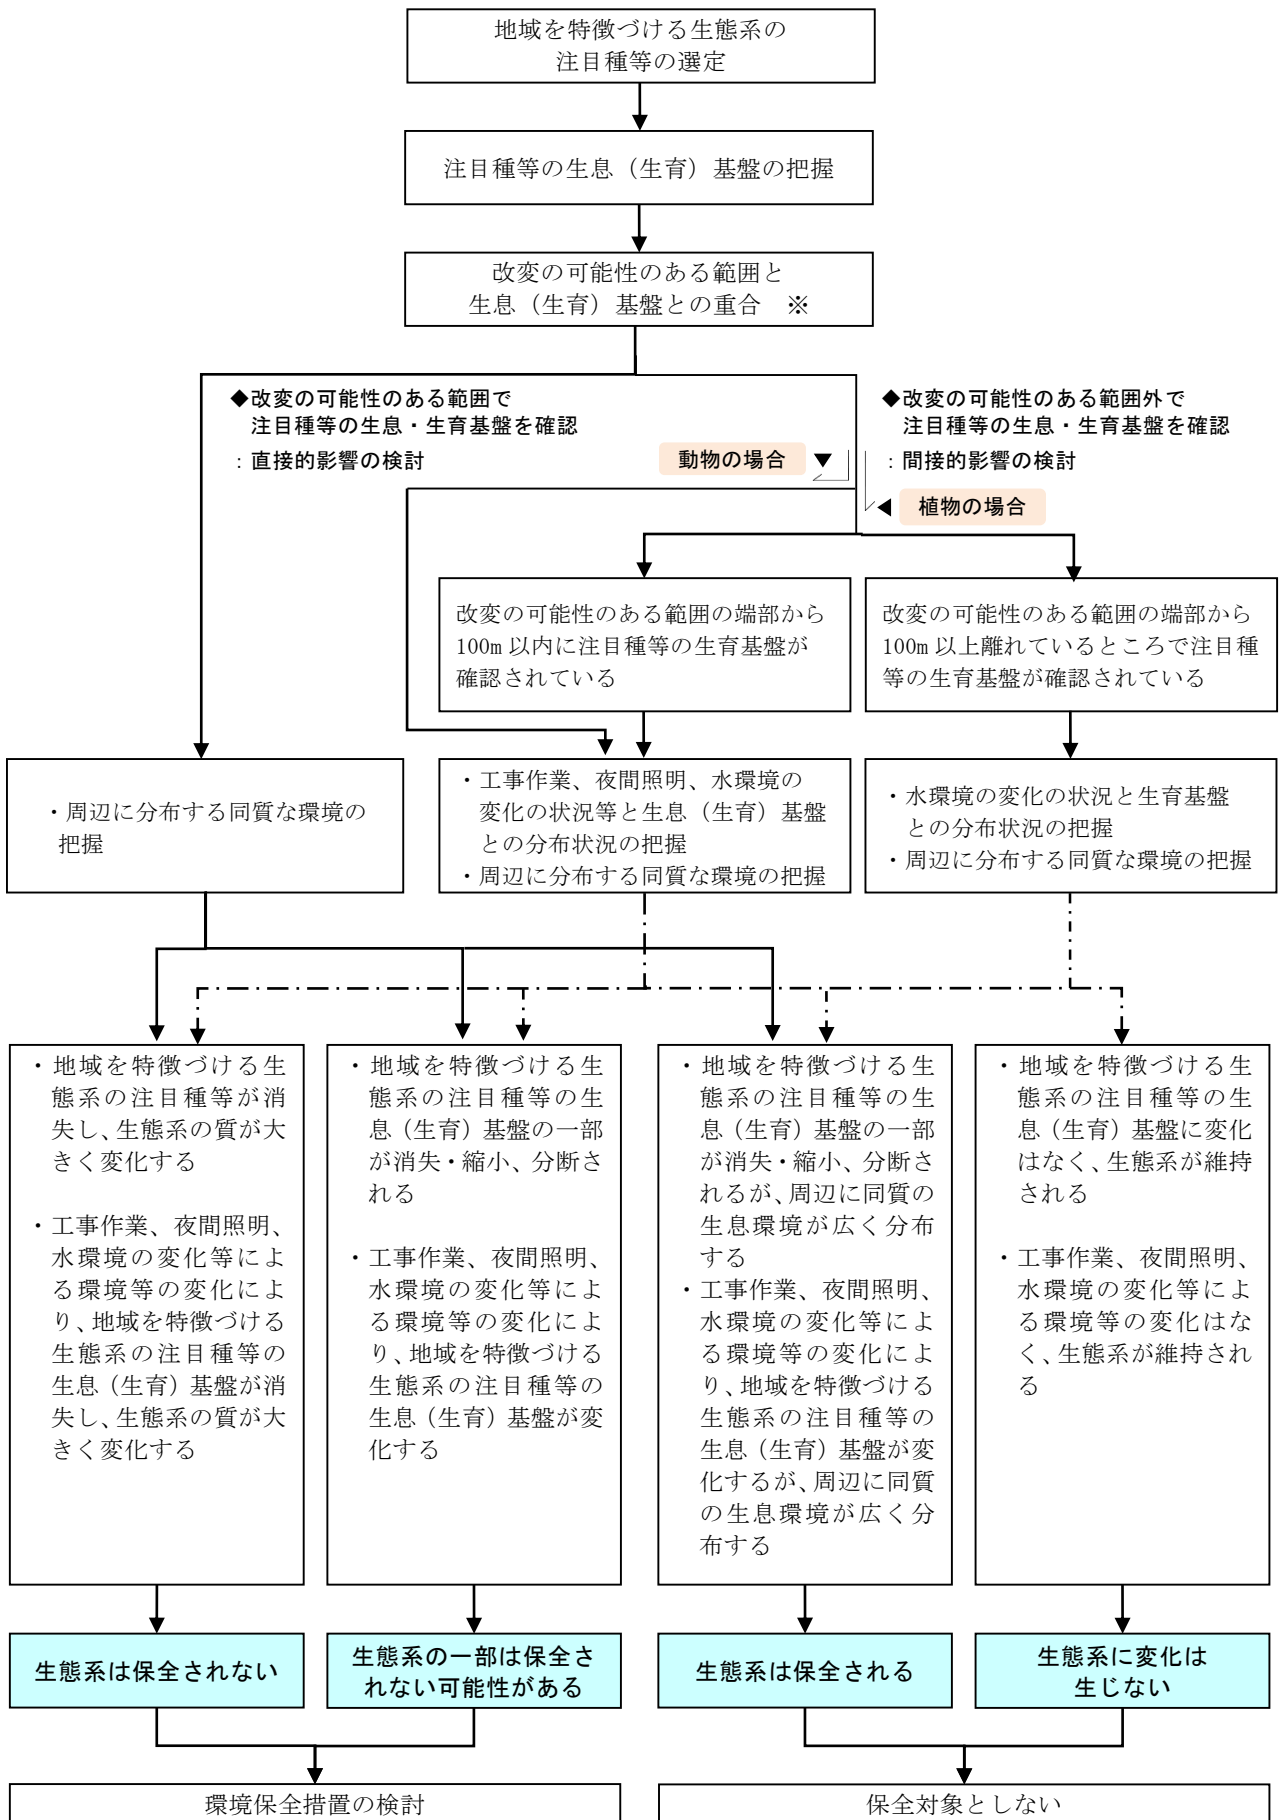 地域を特徴づける生態系の
注目種等の選定
注目種等の生息（生育）基盤の把握
改変の可能性のある範囲と
生息（生育）基盤との重合　※
◆改変の可能性のある範囲で
注目種等の生息・生育基盤を確認
：直接的影響の検討
動物の場合
◆改変の可能性のある範囲外で
注目種等の生息・生育基盤を確認
：間接的影響の検討
植物の場合
改変の可能性のある範囲の端部から
100m 以内に注目種等の生育基盤が
確認されている
改変の可能性のある範囲の端部から
100m 以上離れているところで注目種
等の生育基盤が確認されている
・周辺に分布する同質な環境の
把握
・工事作業、夜間照明、水環境の
変化の状況等と生息（生育）基盤
との分布状況の把握
・周辺に分布する同質な環境の把握
・水環境の変化の状況と生育基盤
との分布状況の把握
・周辺に分布する同質な環境の把握
・地域を特徴づける生
態系の注目種等が消
失し、生態系の質が大
きく変化する
・工事作業、夜間照明、
水環境の変化等によ
る環境等の変化によ
り、地域を特徴づける
生態系の注目種等の
生息（生育）基盤が消
失し、生態系の質が大
きく変化する
・地域を特徴づける生
態系の注目種等の生
息（生育）基盤の一部
が消失・縮小、分断さ
れる
・工事作業、夜間照明、
水環境の変化等によ
る環境等の変化によ
り、地域を特徴づける
生態系の注目種等の
生息（生育）基盤が変
化する
・地域を特徴づける生
態系の注目種等の生
息（生育）基盤の一部
が消失・縮小、分断さ
れるが、周辺に同質の
生息環境が広く分布
する
・工事作業、夜間照明、
水環境の変化等によ
る環境等の変化によ
り、地域を特徴づける
生態系の注目種等の
生息（生育）基盤が変
化するが、周辺に同質
の生息環境が広く分
布する
・地域を特徴づける生
態系の注目種等の生
息（生育）基盤に変化
はなく、生態系が維持
される
・工事作業、夜間照明、
水環境の変化等によ
る環境等の変化はな
く、生態系が維持され
る
生態系は保全されない
生態系の一部は保全さ
れない可能性がある
生態系は保全される
生態系に変化は
生じない
環境保全措置の検討
保全対象としない